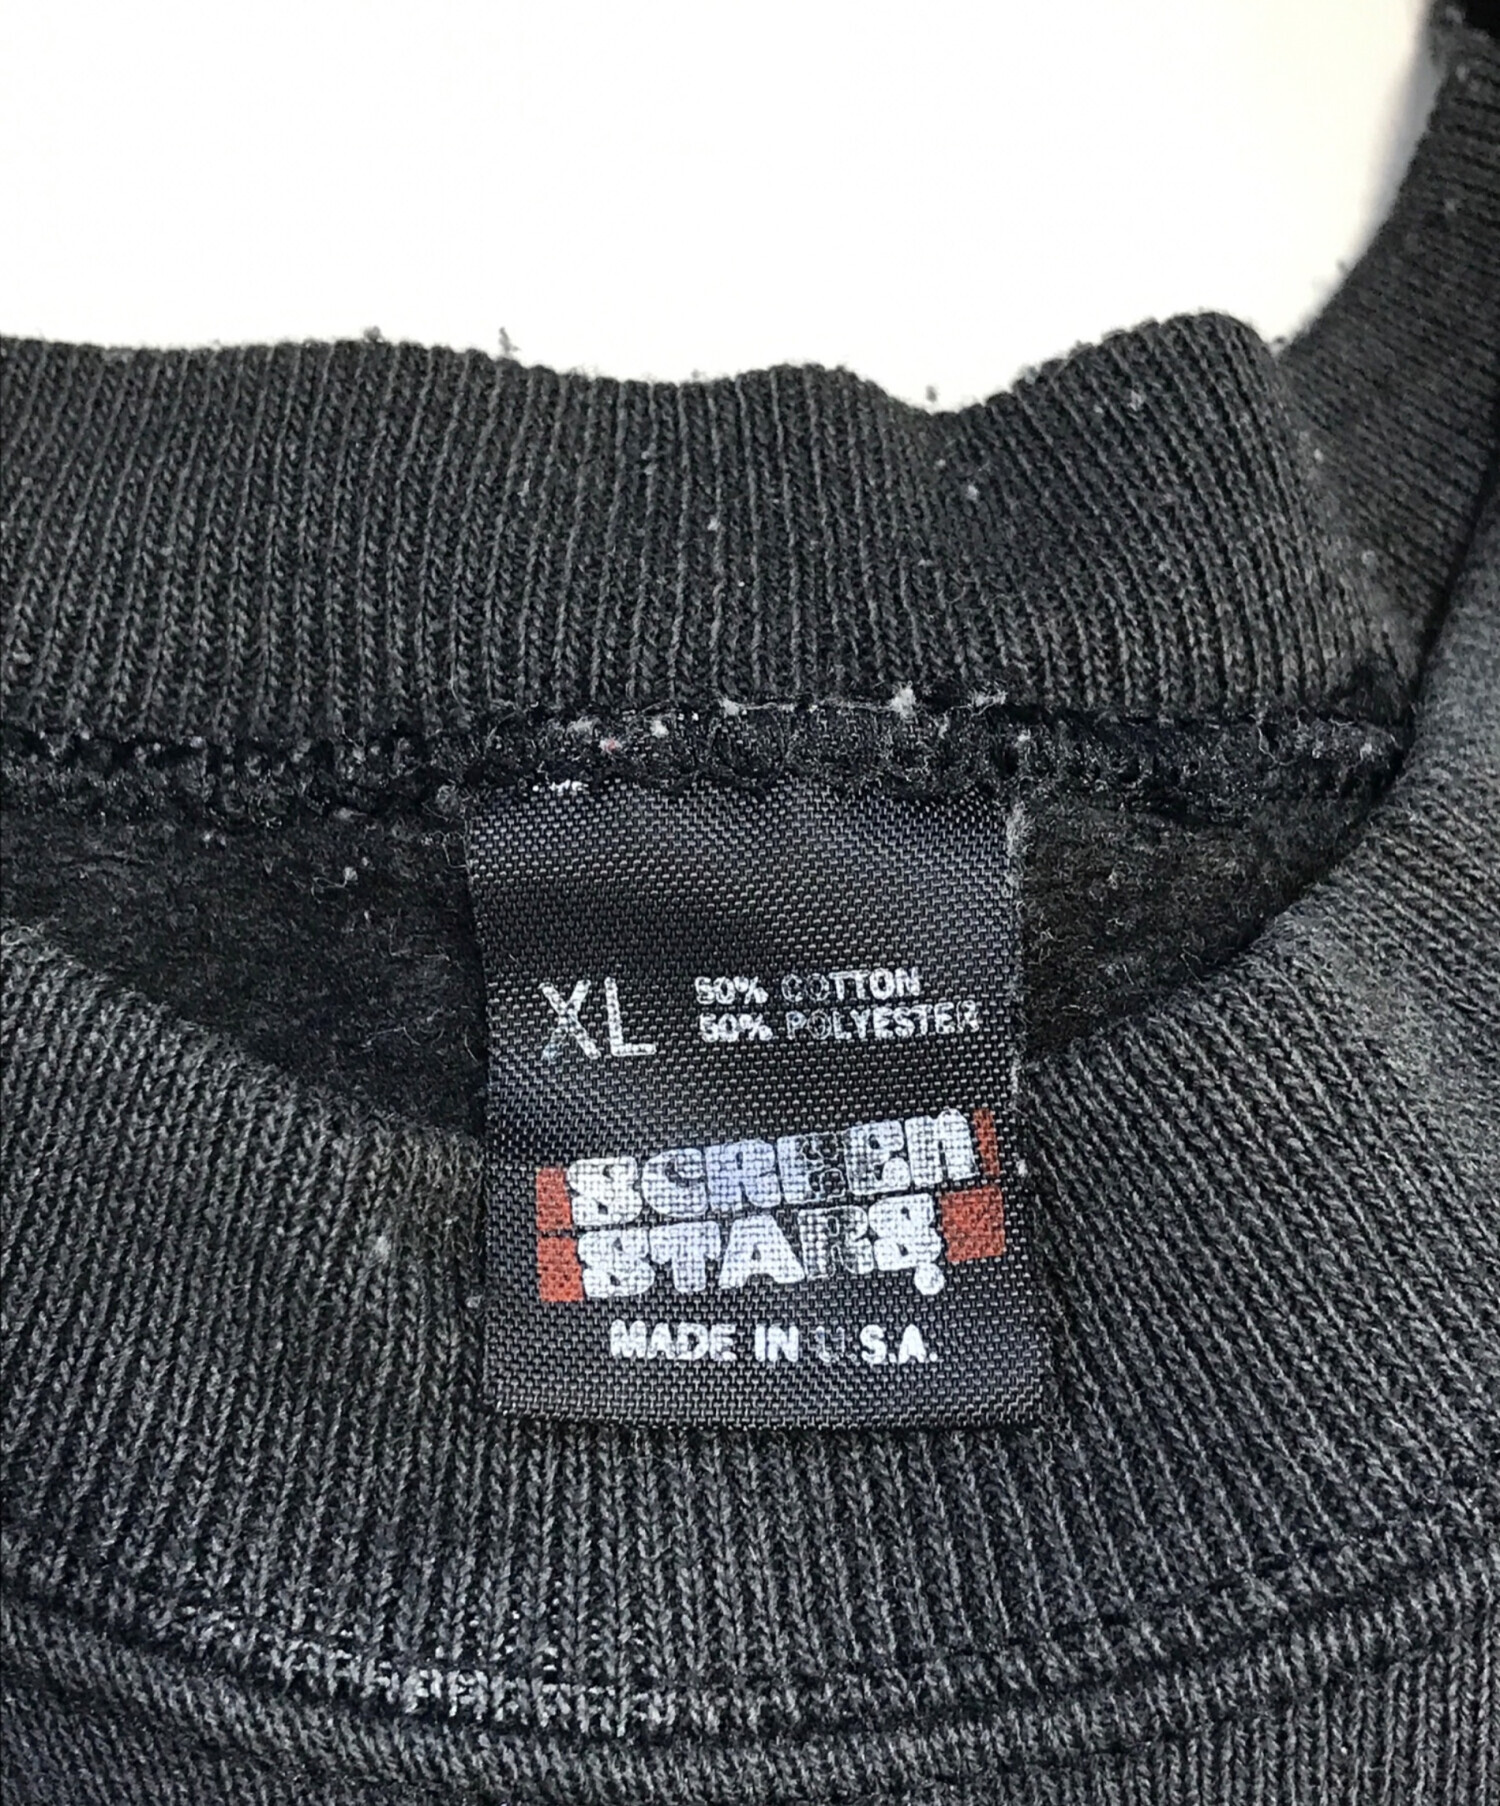 XL 50% COTTON
50% POLYESTER
SCREEN
STARS®
MADE IN U.S.A.